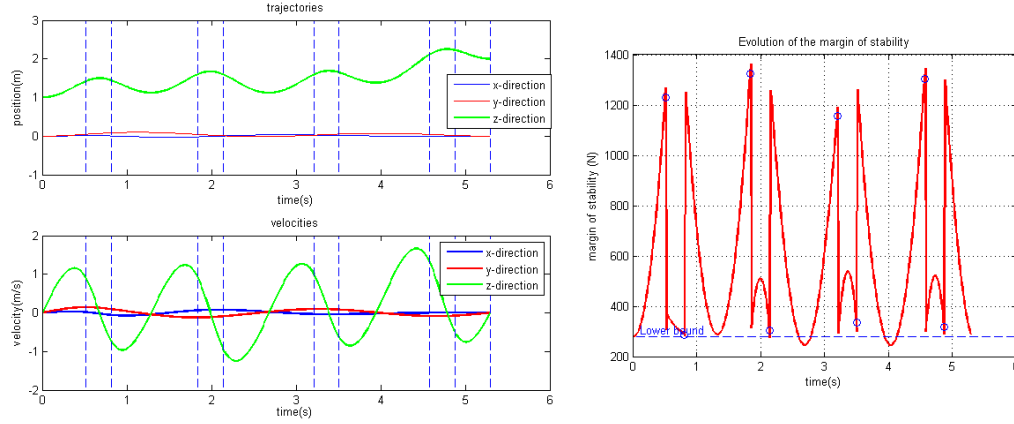 trajectories
3
2
1
0
-1
position(m)
x-direction
y-direction
z-direction
0
1
2
3
4
5
6
time(s)
velocities
2
1
0
-1
-2
velocity(m/s)
x-direction
y-direction
z-direction
0
1
2
3
4
5
6
time(s)
Evolution of the margin of stability
1400
1200
1000
800
600
400
200
margin of stability (N)
Lower bound
0
1
2
3
4
5
6
time(s)